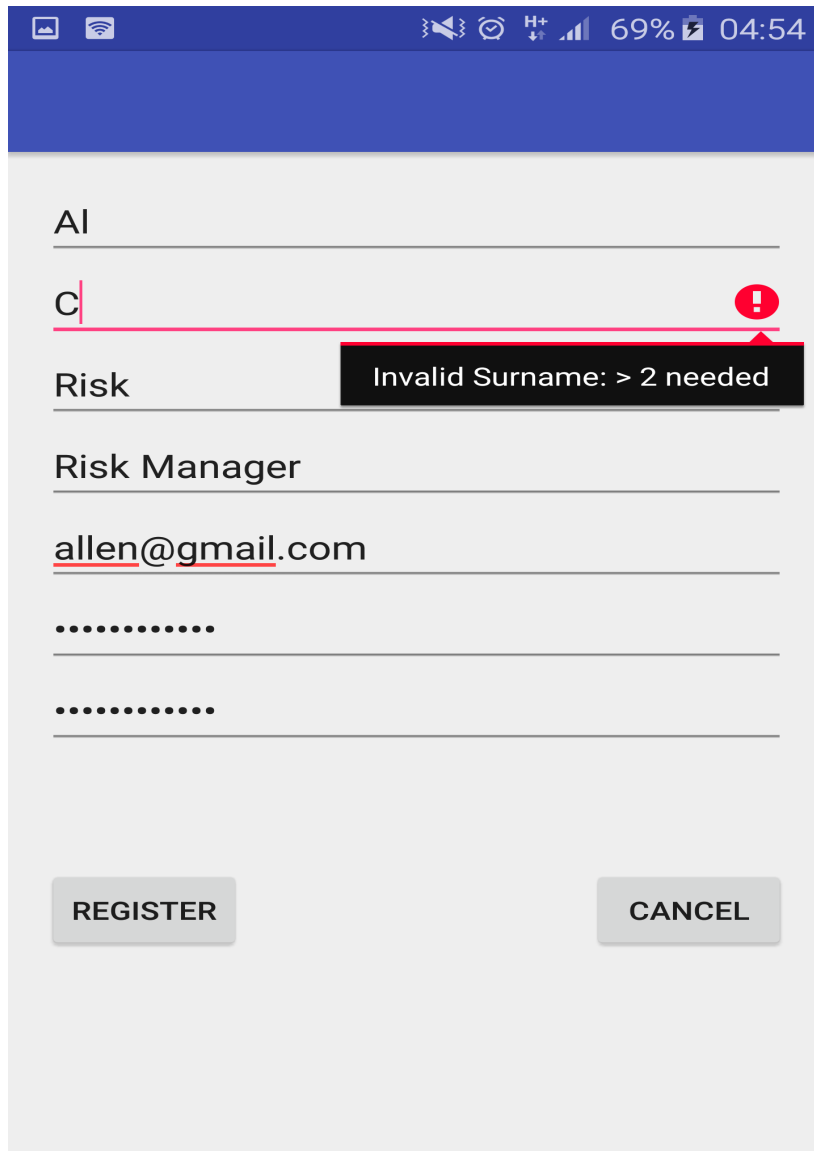 H+ 69% 04:54
Al
C
Invalid Surname: > 2 needed
Risk
Risk Manager
allen@gmail.com
••••••••••••
••••••••••••
REGISTER CANCEL